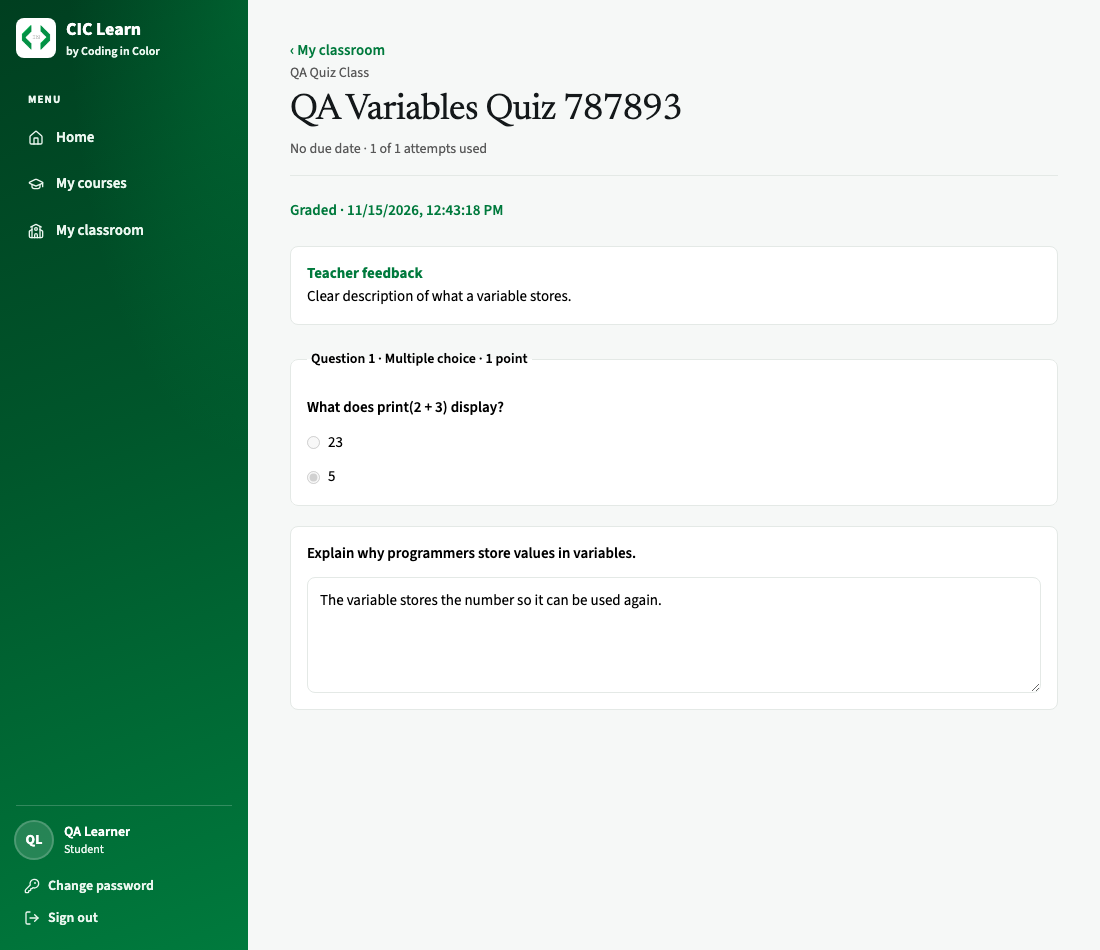 CIC Learn
by Coding in Color
MENU
Home
My courses
My classroom
QA Learner
QL
Student
Change password
Sign out
‹ My classroom
QA Quiz Class
QA Variables Quiz 787893
No due date · 1 of 1 attempts used
Graded · 11/15/2026, 12:43:18 PM
Teacher feedback
Clear description of what a variable stores.
Question 1 · Multiple choice · 1 point
What does print(2 + 3) display?
23
5
Explain why programmers store values in variables.
The variable stores the number so it can be used again.